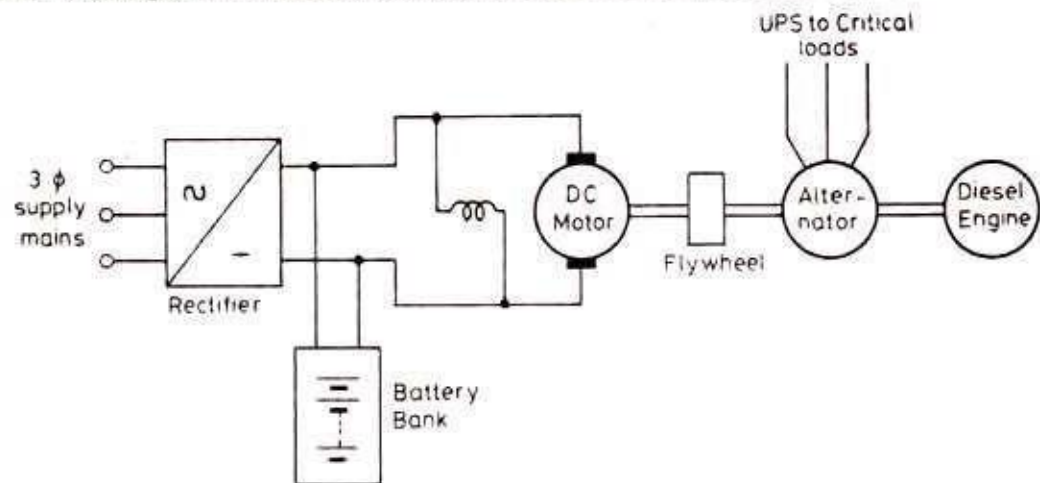 UPS to Critical
loads
3 ϕ
supply
mains
Rectifier
Battery
Bank
DC
Motor
Flywheel
Alter-
nator
Diesel
Engine